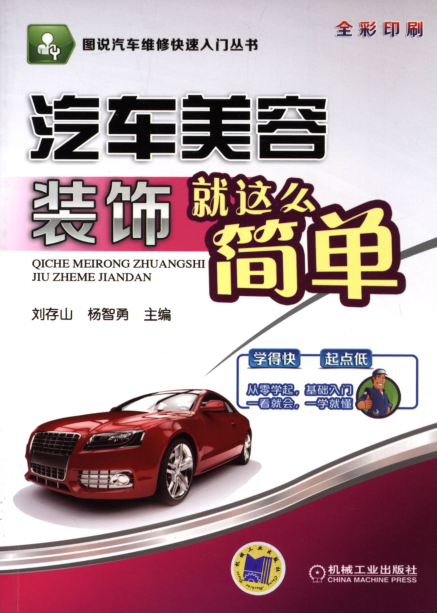 图说汽车维修快速入门丛书
全彩印刷
汽车美容
装饰就这么
简单
QICHE MEIRONG ZHUANGSHI
JIU ZHEME JIANDAN
刘存山 杨智勇 主编
学得快 起点低
从零学起,基础入门
一看就会,一学就懂
机械工业出版社
CHINA MACHINE PRESS